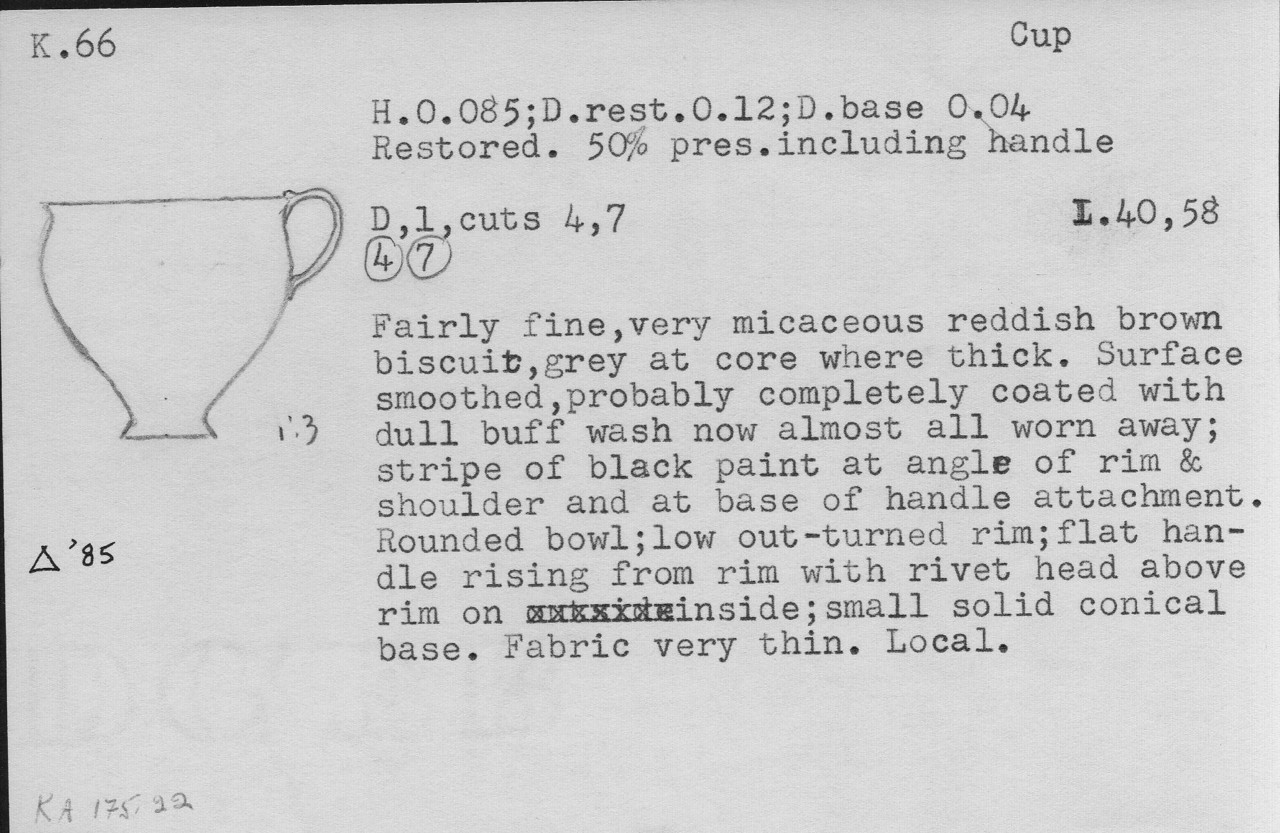 K.66
Cup
H.0.085;D.rest.0.12;D.base 0.04
Restored. 50% pres.including handle
D,1,cuts 4,7
L.40,58
4 7
Fairly fine,very micaceous reddish brown
biscuit,grey at core where thick. Surface
smoothed,probably completely coated with
dull buff wash now almost all worn away;
stripe of black paint at angle of rim &
shoulder and at base of handle attachment.
Rounded bowl;low out-turned rim;flat han-
dle rising from rim with rivet head above
rim on inside;small solid conical
base. Fabric very thin. Local.
1:3
Δ '85
KA 175.22